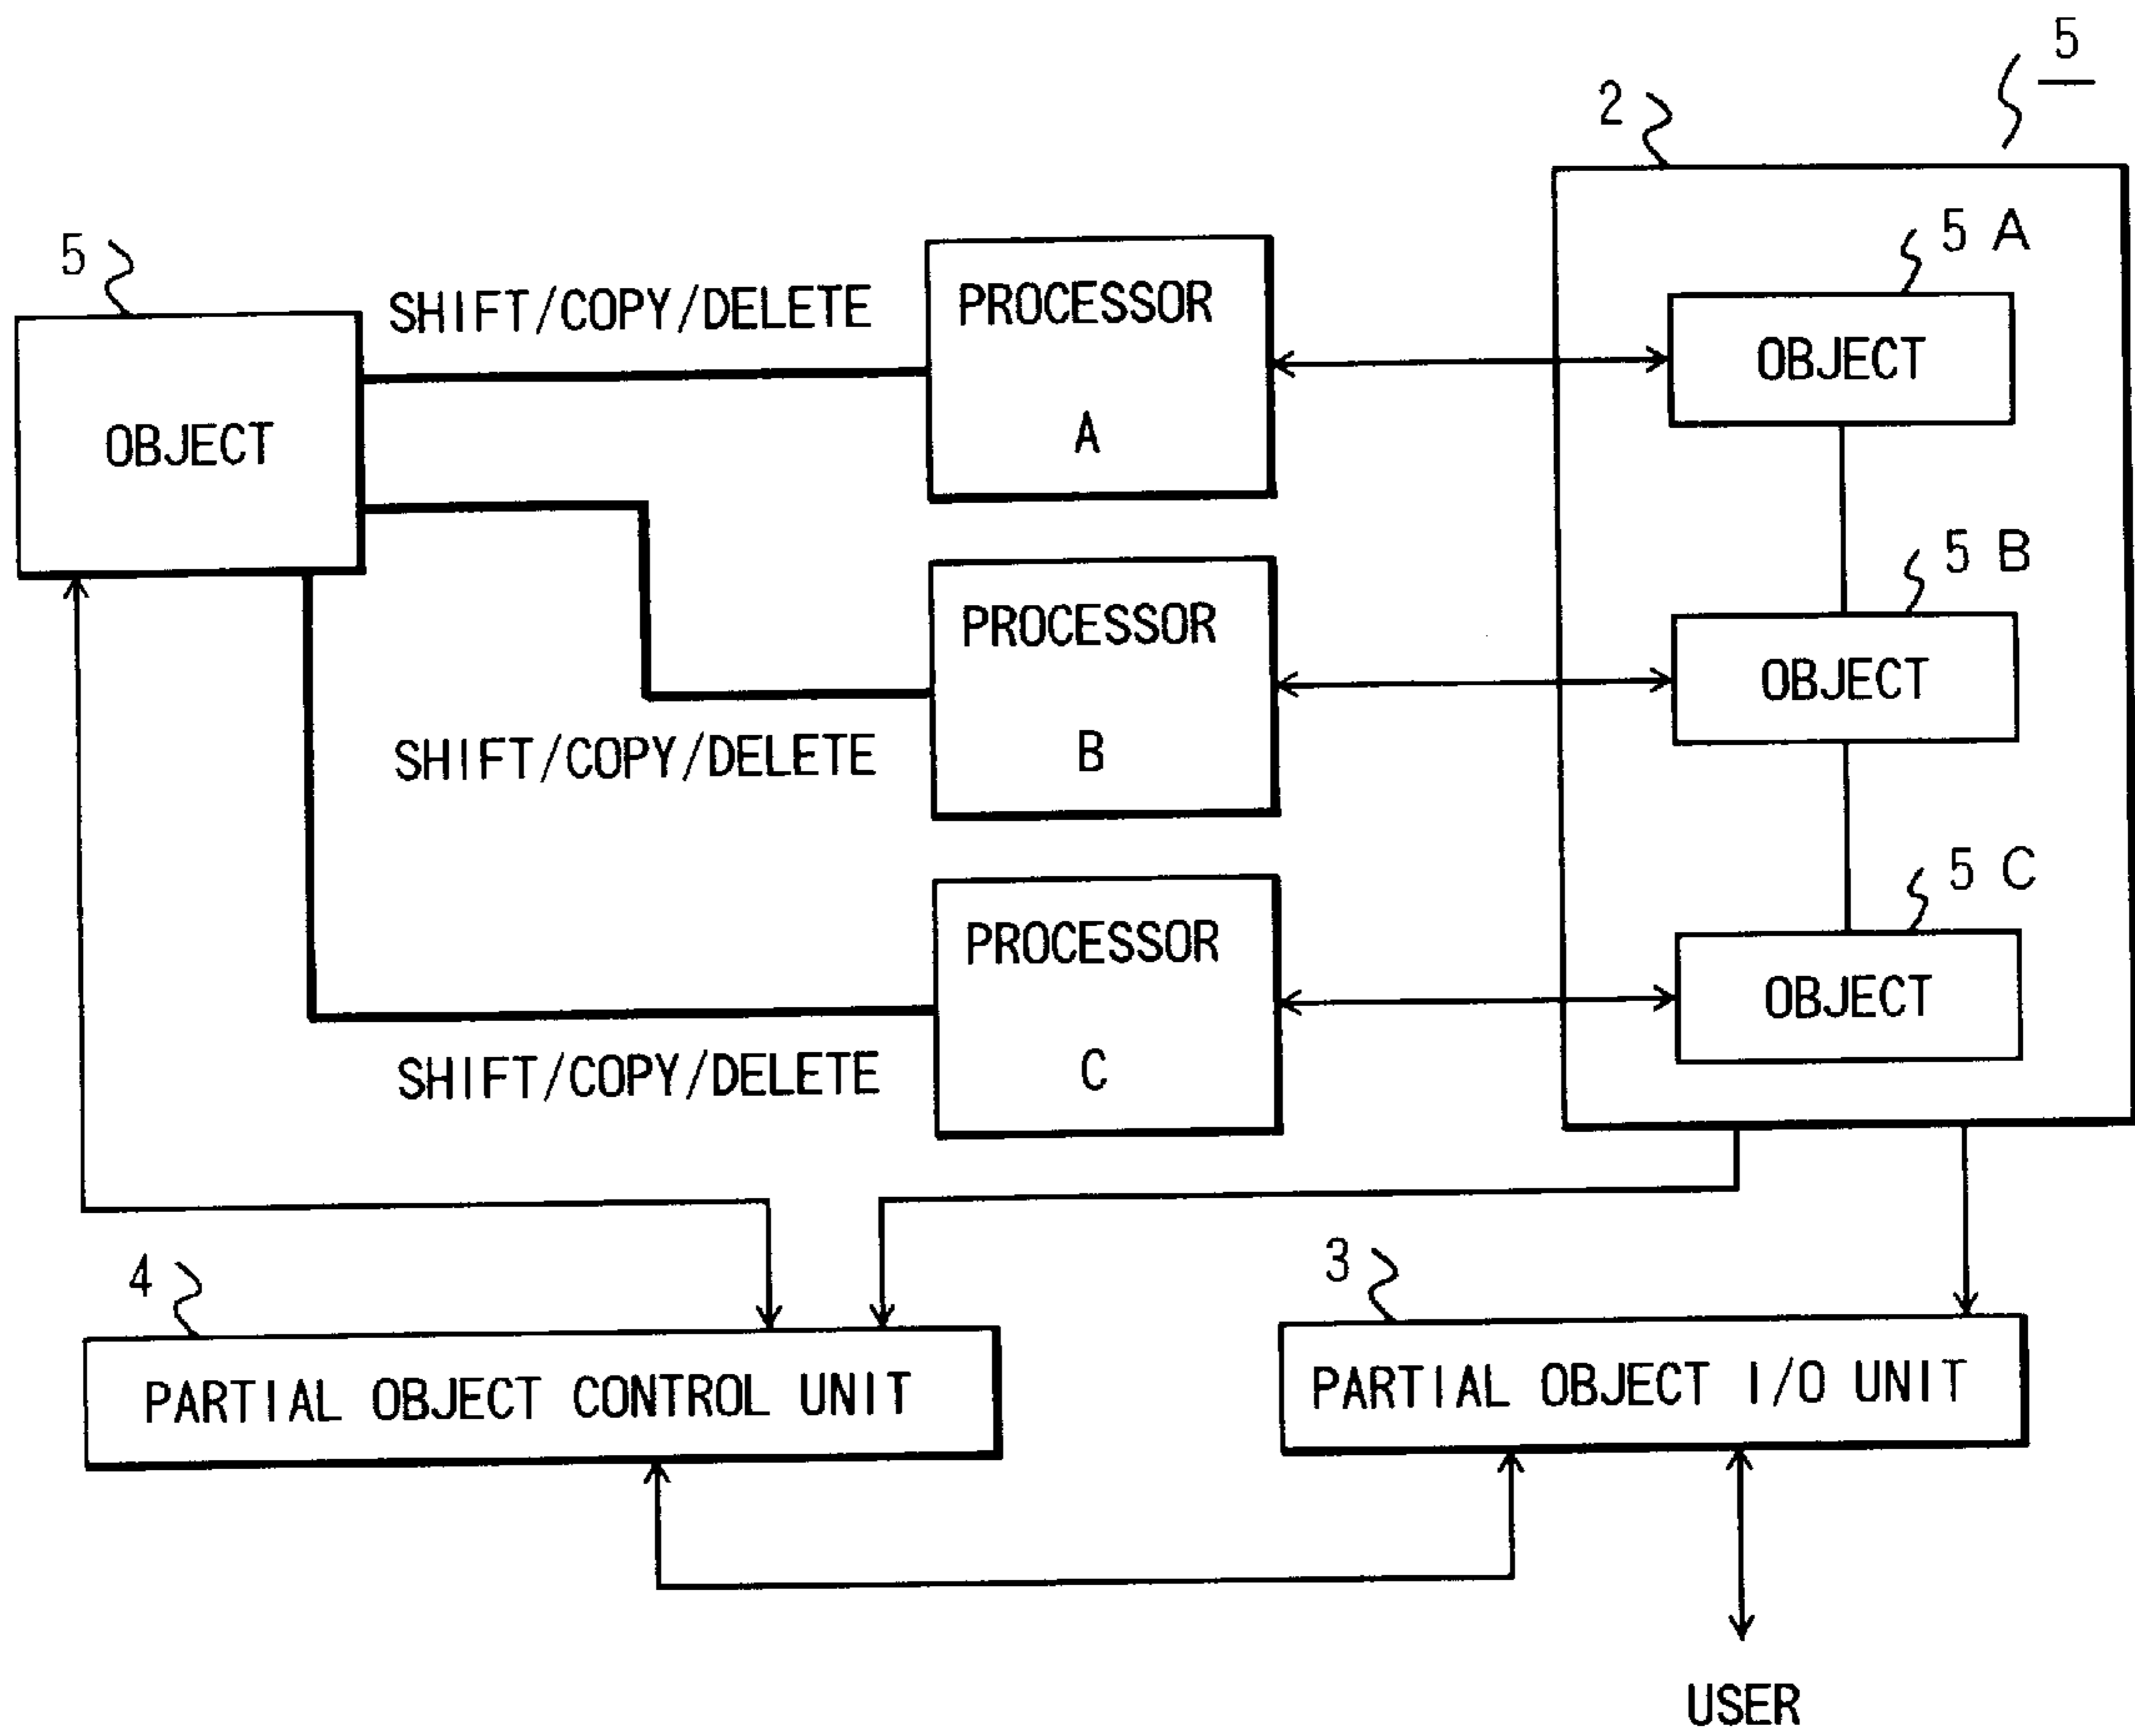 5
2
5 A
5
SHIFT/COPY/DELETE
PROCESSOR
A
OBJECT
OBJECT
5 B
PROCESSOR
B
OBJECT
SHIFT/COPY/DELETE
5 C
PROCESSOR
C
OBJECT
SHIFT/COPY/DELETE
4
3
PARTIAL OBJECT CONTROL UNIT
PARTIAL OBJECT I/O UNIT
USER